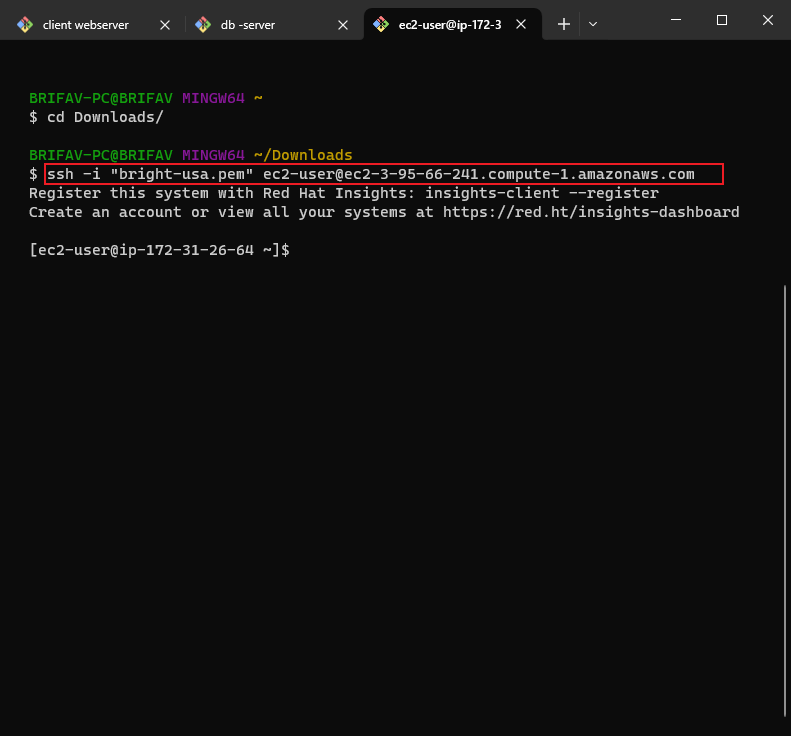 client webserver
db -server
ec2-user@ip-172-3
BRIFAV-PC@BRIFAV MINGW64 ~
$ cd Downloads/
BRIFAV-PC@BRIFAV MINGW64 ~/Downloads
$ ssh -i "bright-usa.pem" ec2-user@ec2-3-95-66-241.compute-1.amazonaws.com
Register this system with Red Hat Insights: insights-client --register
Create an account or view all your systems at https://red.ht/insights-dashboard
[ec2-user@ip-172-31-26-64 ~]$